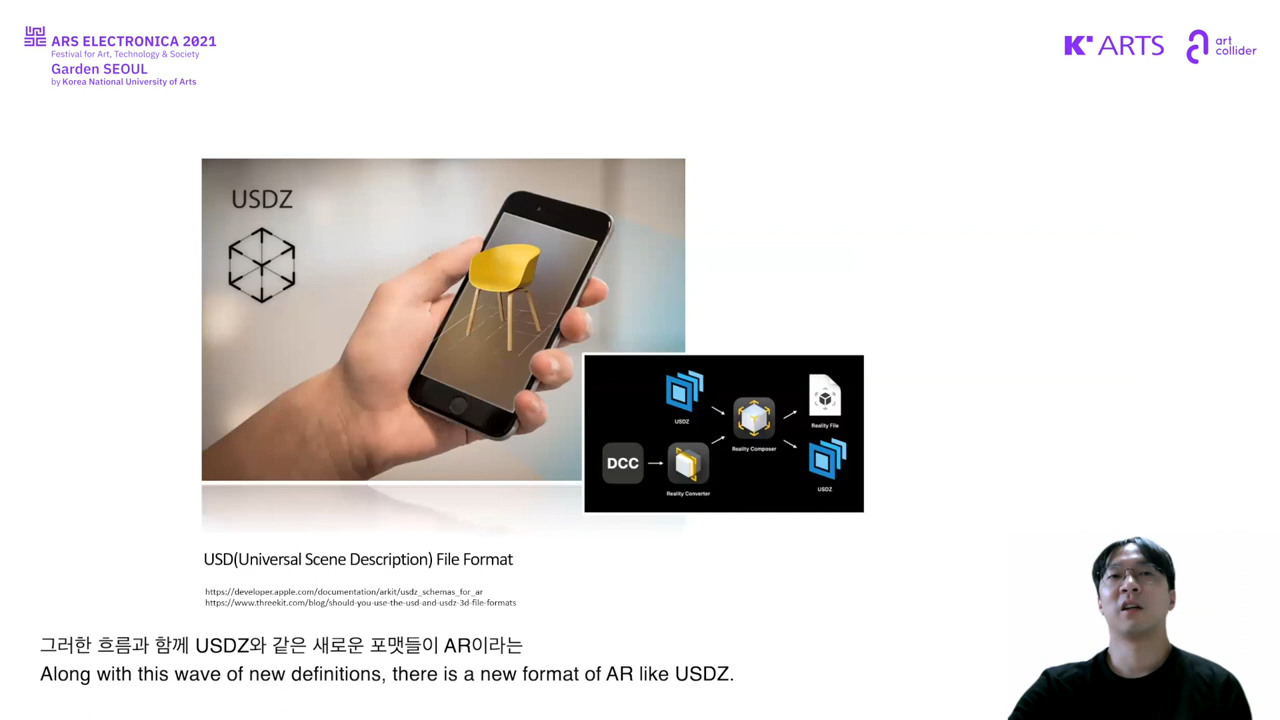 ARS ELECTRONICA 2021
Festival for Art, Technology & Society
Garden SEOUL
by Korea National University of Arts
K ARTS
art
collider
USDZ
USDZ
DCC
Reality Converter
Reality Composer
Reality File
USDZ
USD(Universal Scene Description) File Format
https://developer.apple.com/documentation/arkit/usdz_schemas_for_ar
https://www.threekit.com/blog/should-you-use-the-usd-and-usdz-3d-file-formats
그러한 흐름과 함께 USDZ와 같은 새로운 포맷들이 AR이라는
Along with this wave of new definitions, there is a new format of AR like USDZ.